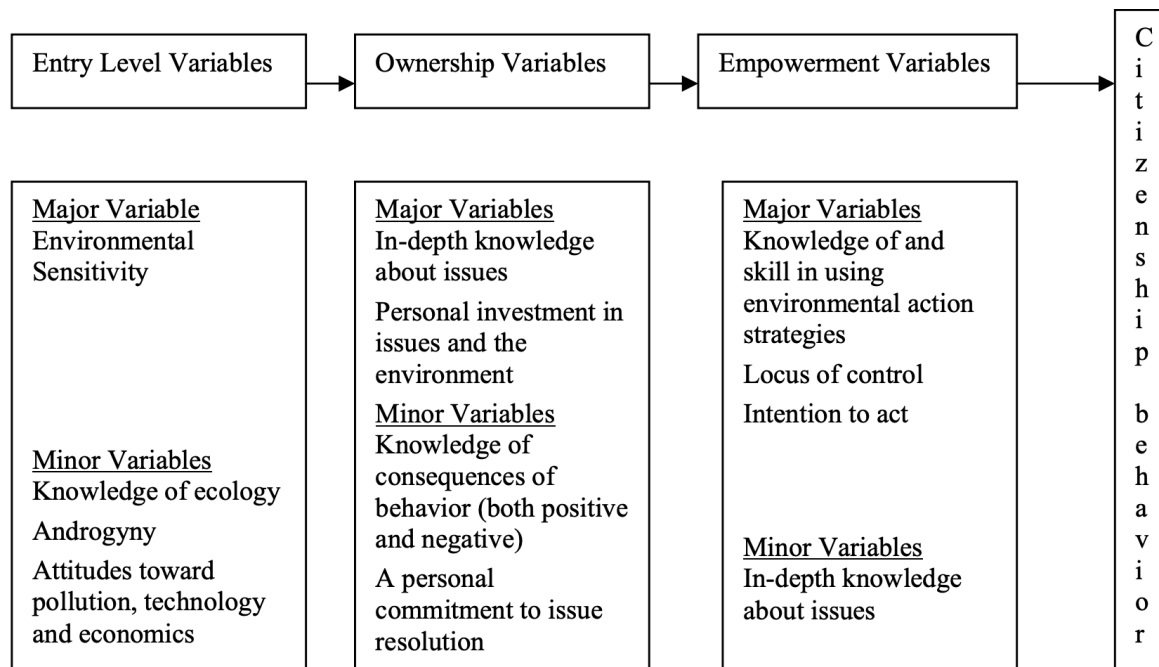 Entry Level Variables
Ownership Variables
Empowerment Variables
Major Variable
Environmental
Sensitivity
Minor Variables
Knowledge of ecology
Androgyny
Attitudes toward
pollution, technology
and economics
Major Variables
In-depth knowledge
about issues
Personal investment in
issues and the
environment
Minor Variables
Knowledge of
consequences of
behavior (both positive
and negative)
A personal
commitment to issue
resolution
Major Variables
Knowledge of and
skill in using
environmental action
strategies
Locus of control
Intention to act
Minor Variables
In-depth knowledge
about issues
Citizenship behavior